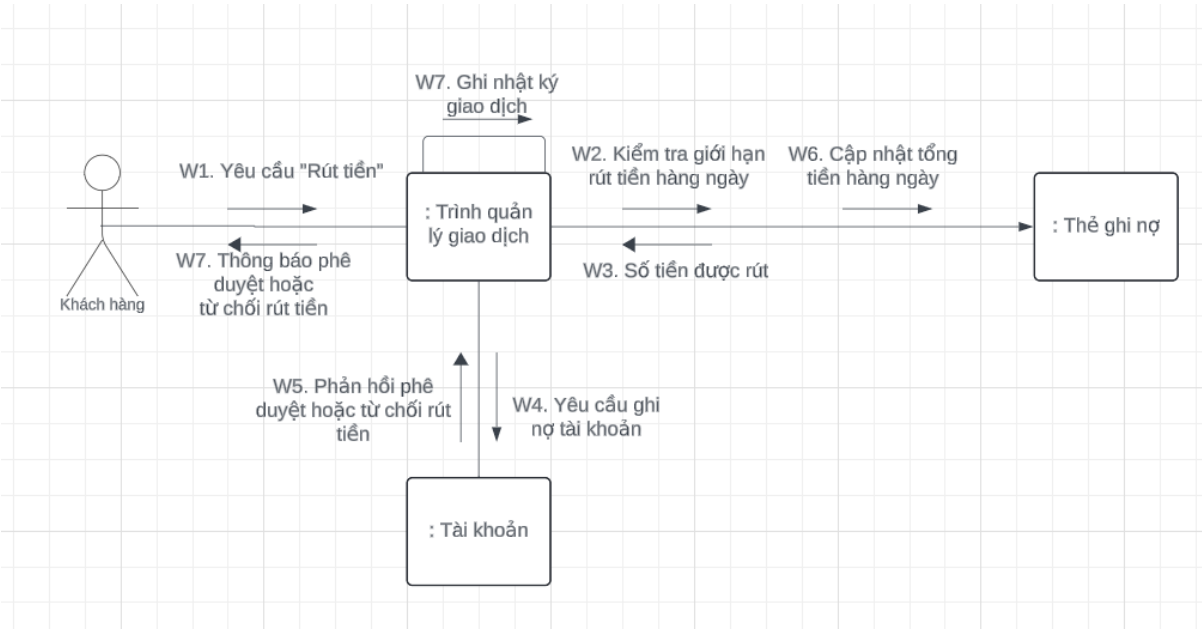 W7. Ghi nhật ký
giao dịch
W1. Yêu cầu "Rút tiền"
W2. Kiểm tra giới hạn
rút tiền hàng ngày
W6. Cập nhật tổng
tiền hàng ngày
: Trình quản
lý giao dịch
: Thẻ ghi nợ
W7. Thông báo phê
duyệt hoặc
từ chối rút tiền
W3. Số tiền được rút
Khách hàng
W5. Phản hồi phê
duyệt hoặc từ chối rút
tiền
W4. Yêu cầu ghi
nợ tài khoản
: Tài khoản